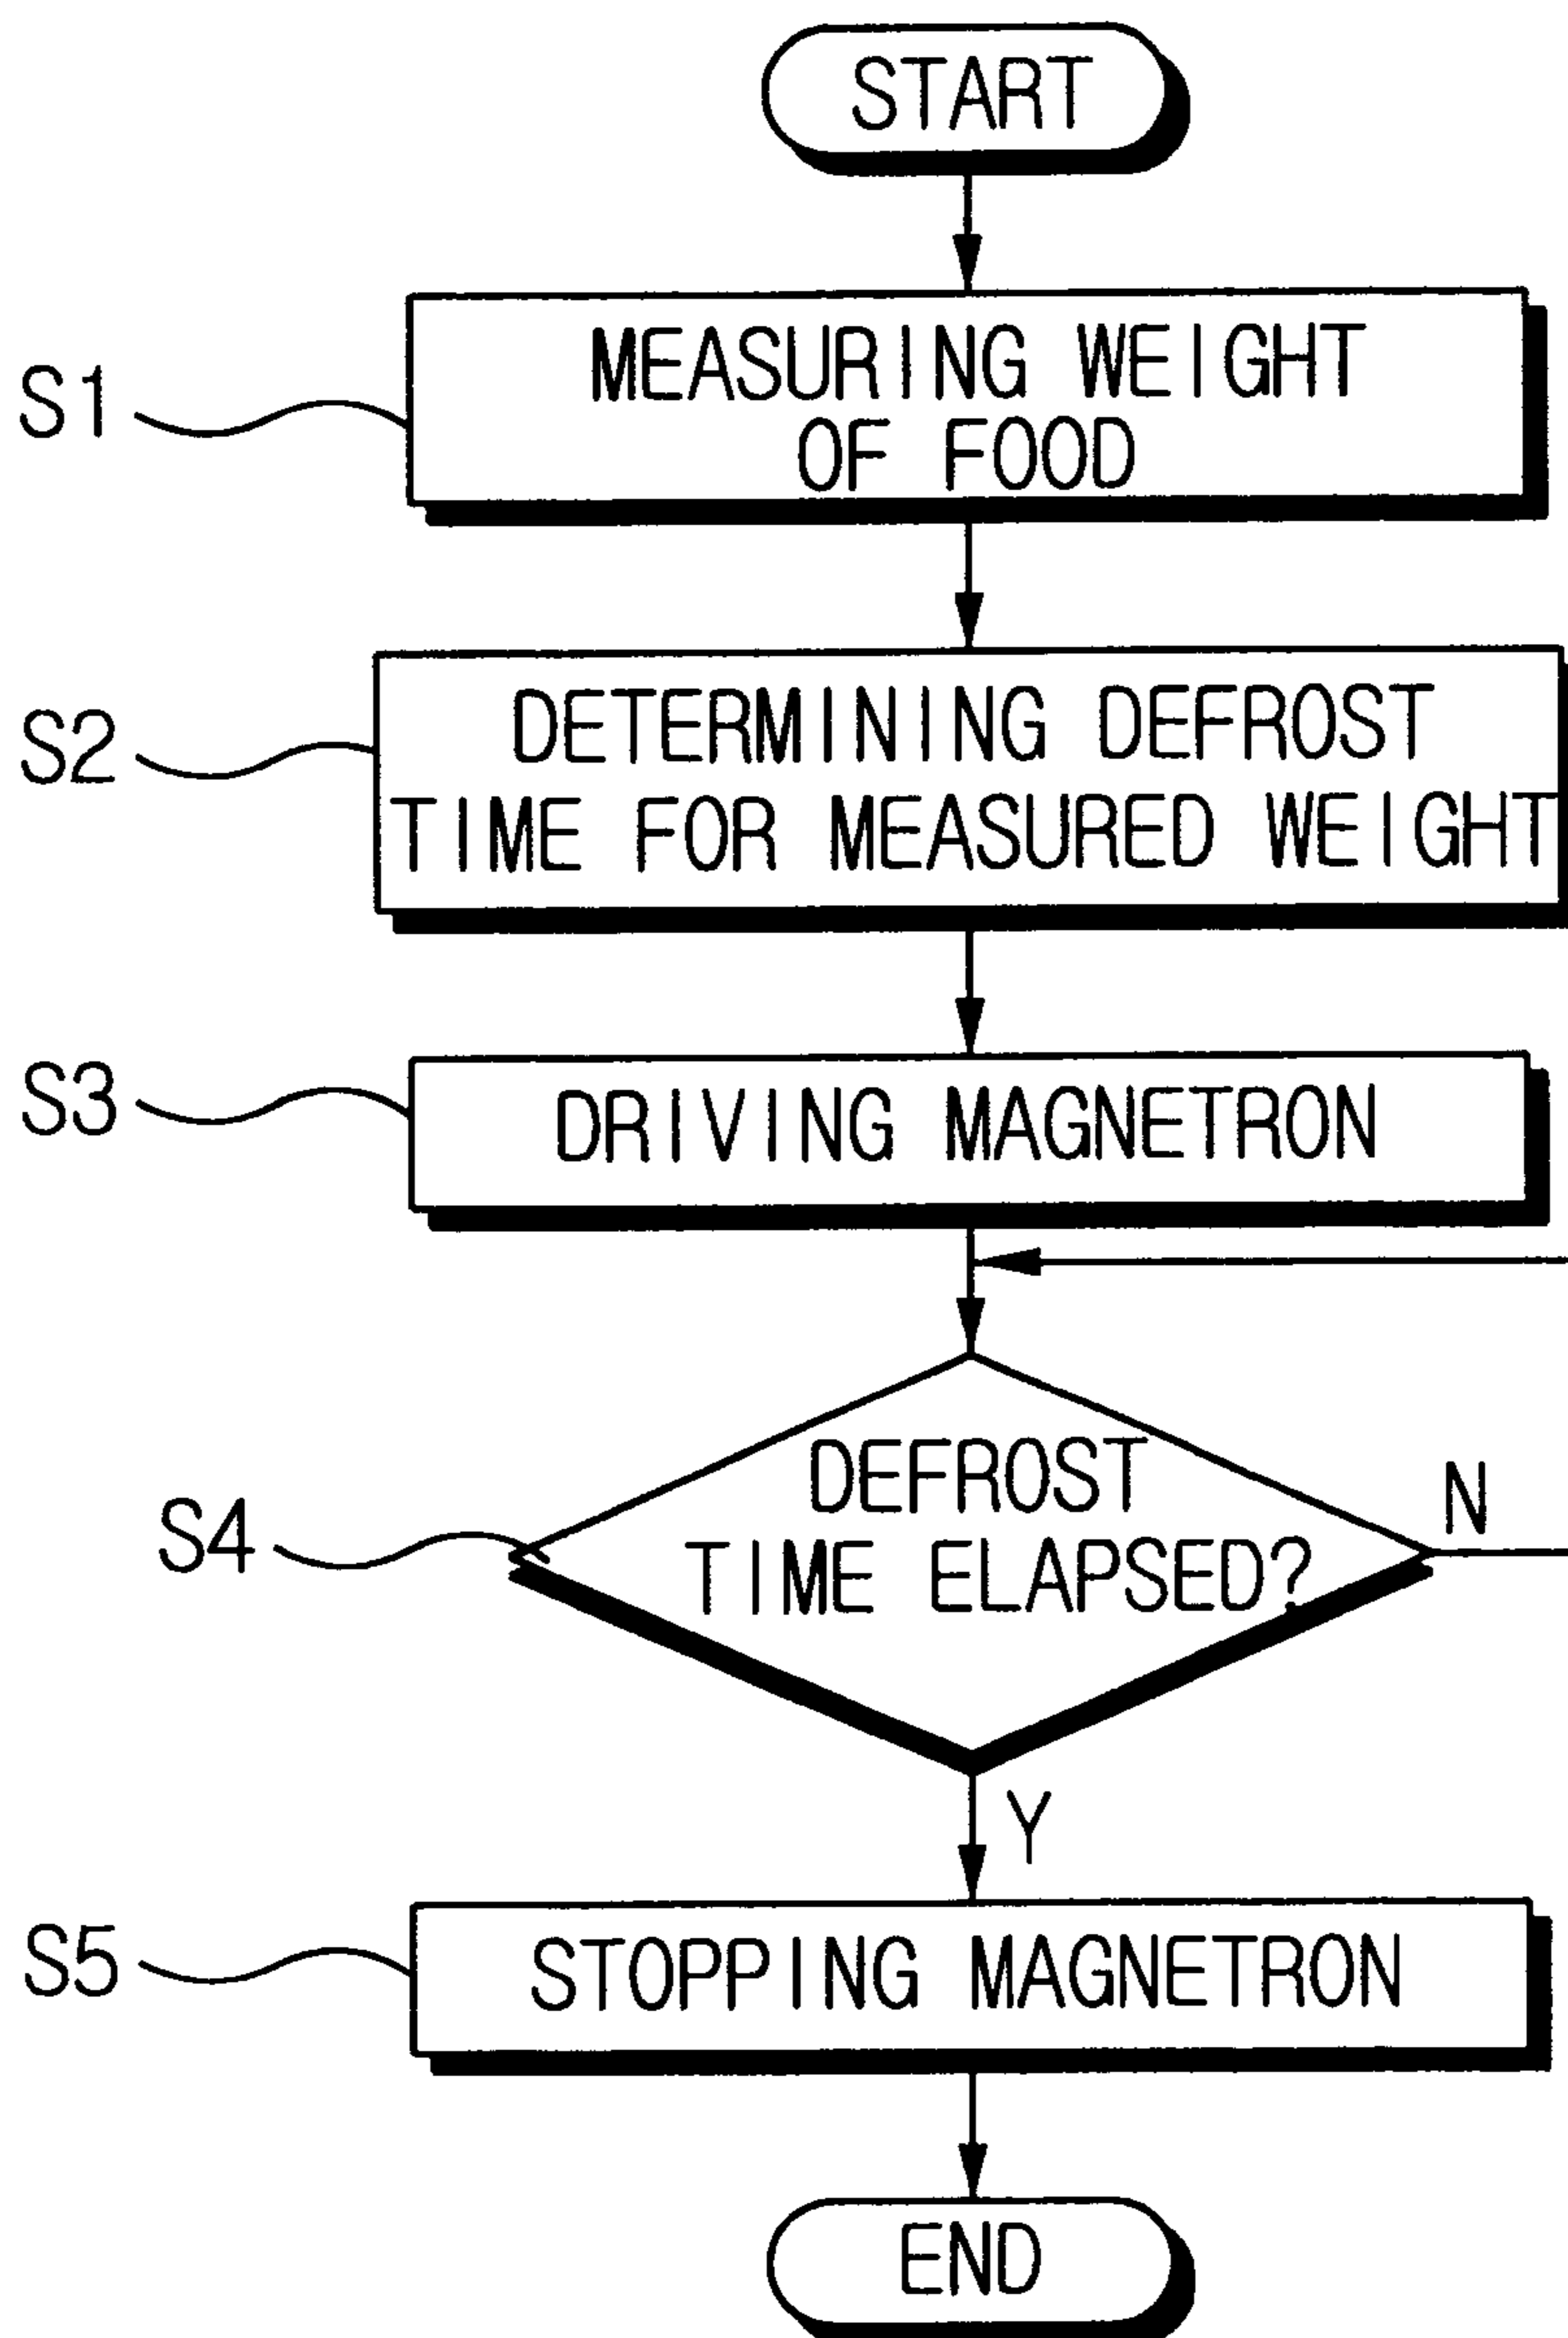 START
S1
MEASURING WEIGHT
OF FOOD
S2
DETERMINING DEFROST
TIME FOR MEASURED WEIGHT
S3
DRIVING MAGNETRON
S4
DEFROST
TIME ELAPSED?
N
Y
S5
STOPPING MAGNETRON
END